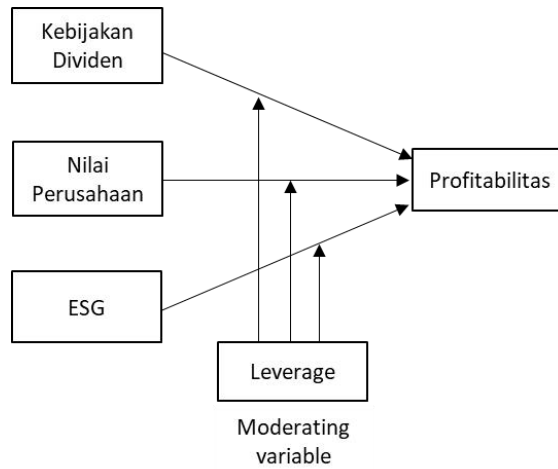 Kebijakan
Dividen
Nilai
Perusahaan
Profitabilitas
ESG
Leverage
Moderating
variable